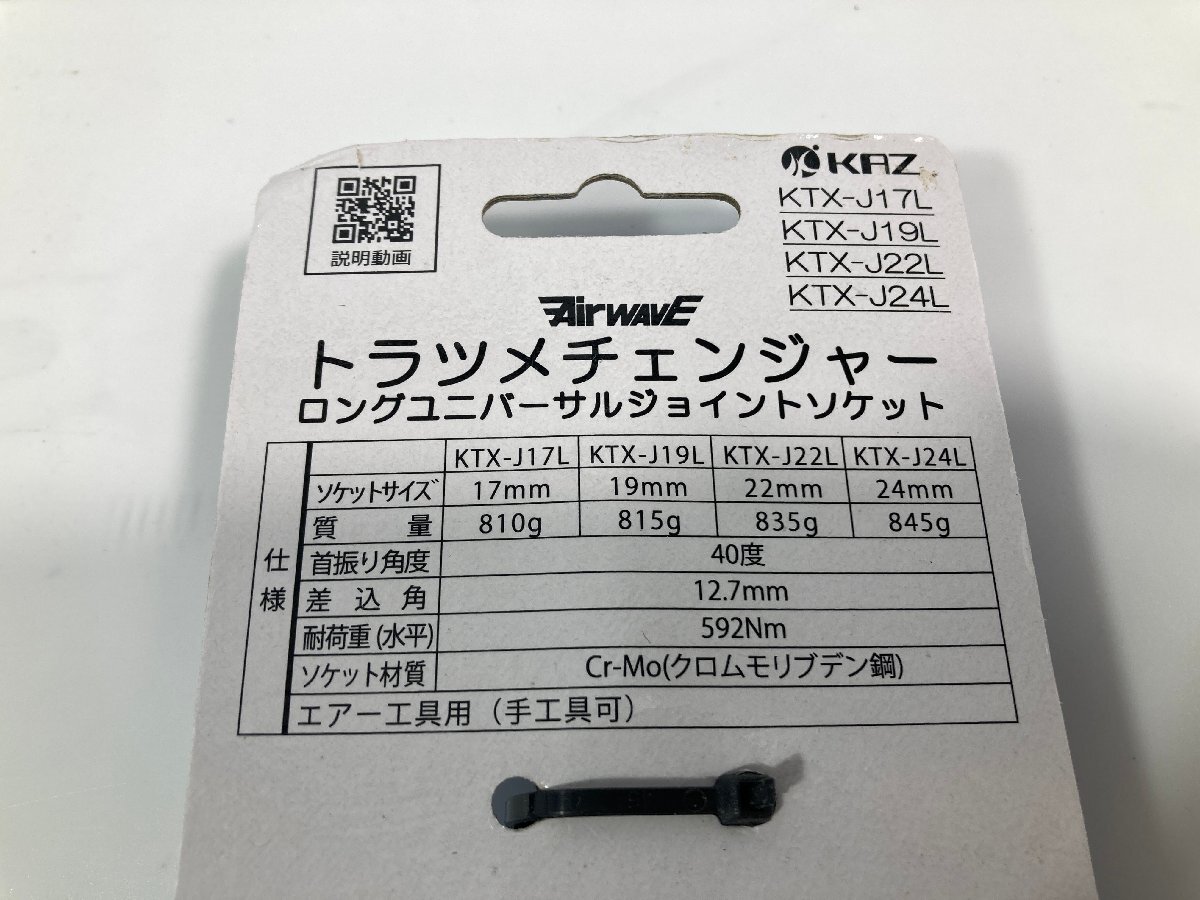 説明動画
KAZ
KTX-J17L
KTX-J19L
KTX-J22L
KTX-J24L
AirWAVE
トラツメチェンジャー
ロングユニバーサルジョイントソケット
仕様
KTX-J17L KTX-J19L KTX-J22L KTX-J24L
ソケットサイズ 17mm 19mm 22mm 24mm
質量 810g 815g 835g 845g
首振り角度 40度
差込角 12.7mm
耐荷重(水平) 592Nm
ソケット材質 Cr-Mo(クロムモリブデン鋼)
エアー工具用（手工具可）